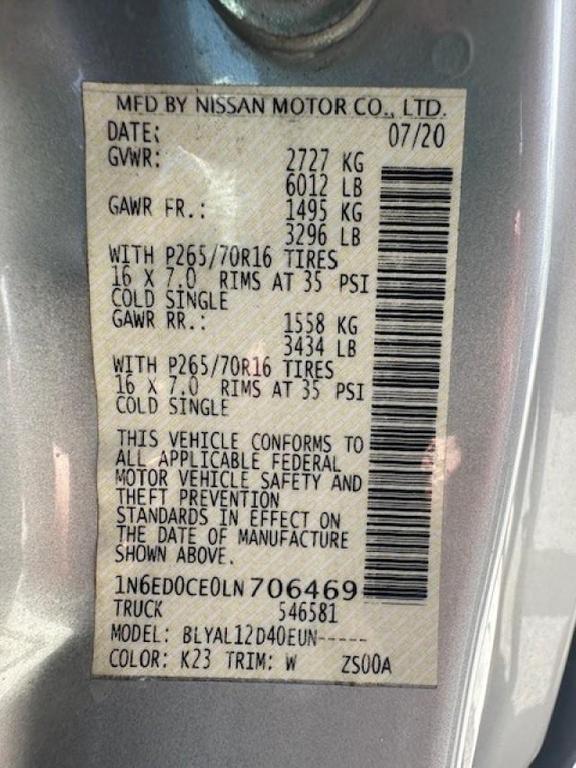 MFD BY NISSAN MOTOR CO., LTD.
DATE: 07/20
GVWR: 2727 KG
6012 LB
GAWR FR.: 1495 KG
3296 LB
WITH P265/70R16 TIRES
16 X 7.0 RIMS AT 35 PSI
COLD SINGLE
GAWR RR.: 1558 KG
3434 LB
WITH P265/70R16 TIRES
16 X 7.0 RIMS AT 35 PSI
COLD SINGLE
THIS VEHICLE CONFORMS TO
ALL APPLICABLE FEDERAL
MOTOR VEHICLE SAFETY AND
THEFT PREVENTION
STANDARDS IN EFFECT ON
THE DATE OF MANUFACTURE
SHOWN ABOVE.
1N6ED0CE0LN706469
TRUCK 546581
MODEL: BLYAL12D40EUN-----
COLOR: K23 TRIM: W ZS00A